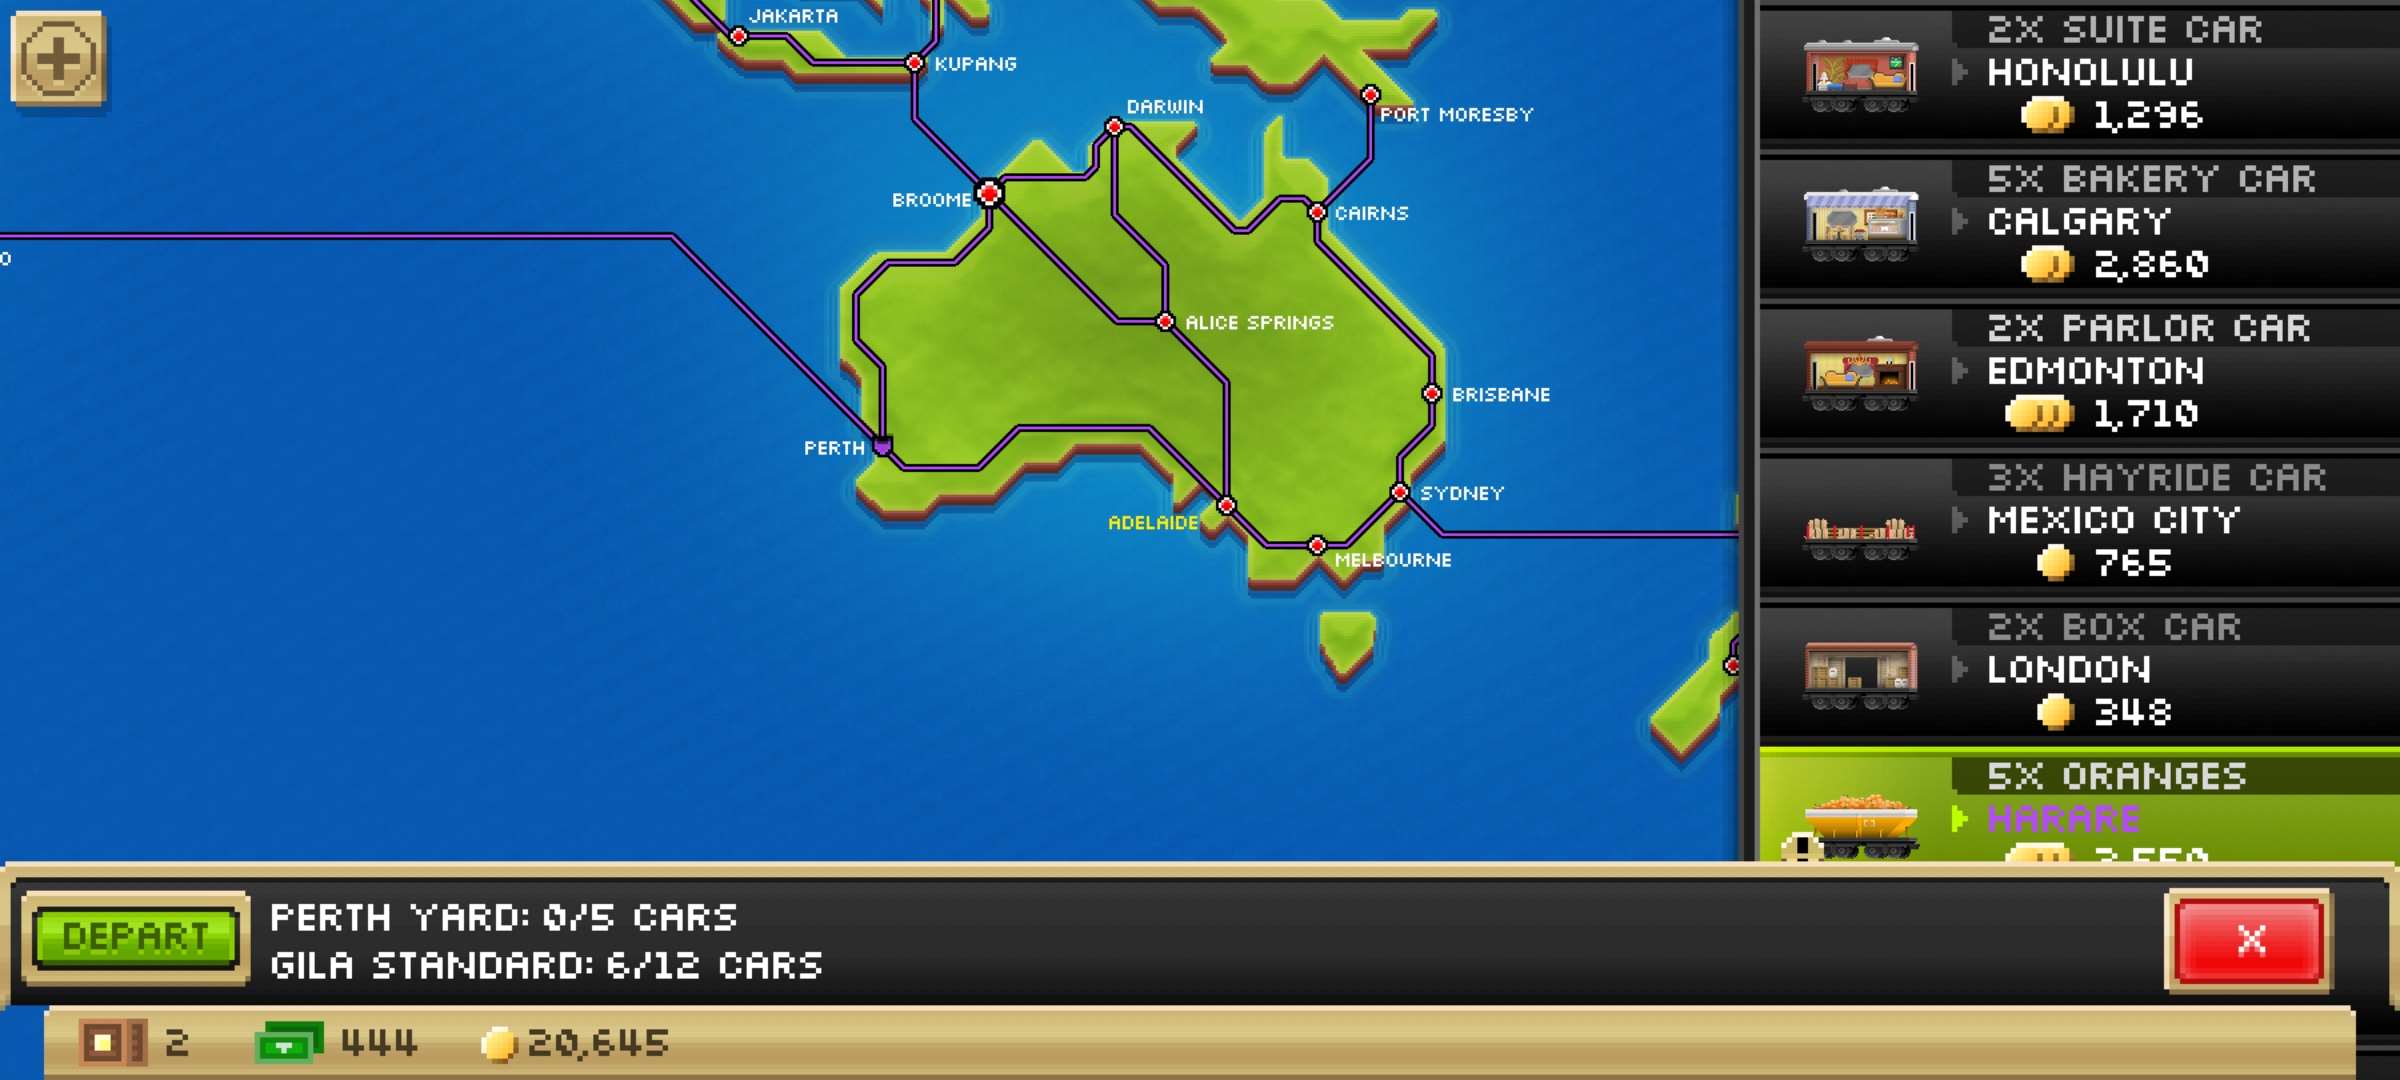 JAKARTA
KUPANG
DARWIN
PORT MORESBY
BROOME
CAIRNS
O
ALICE SPRINGS
BRISBANE
PERTH
SYDNEY
ADELAIDE
MELBOURNE
2X SUITE CAR
HONOLULU
1,296
5X BAKERY CAR
CALGARY
2,860
2X PARLOR CAR
EDMONTON
1,710
3X HAYRIDE CAR
MEXICO CITY
765
2X BOX CAR
LONDON
348
5X ORANGES
HARARE
3,550
DEPART
PERTH YARD: 0/5 CARS
GILA STANDARD: 6/12 CARS
X
2
444
20,645